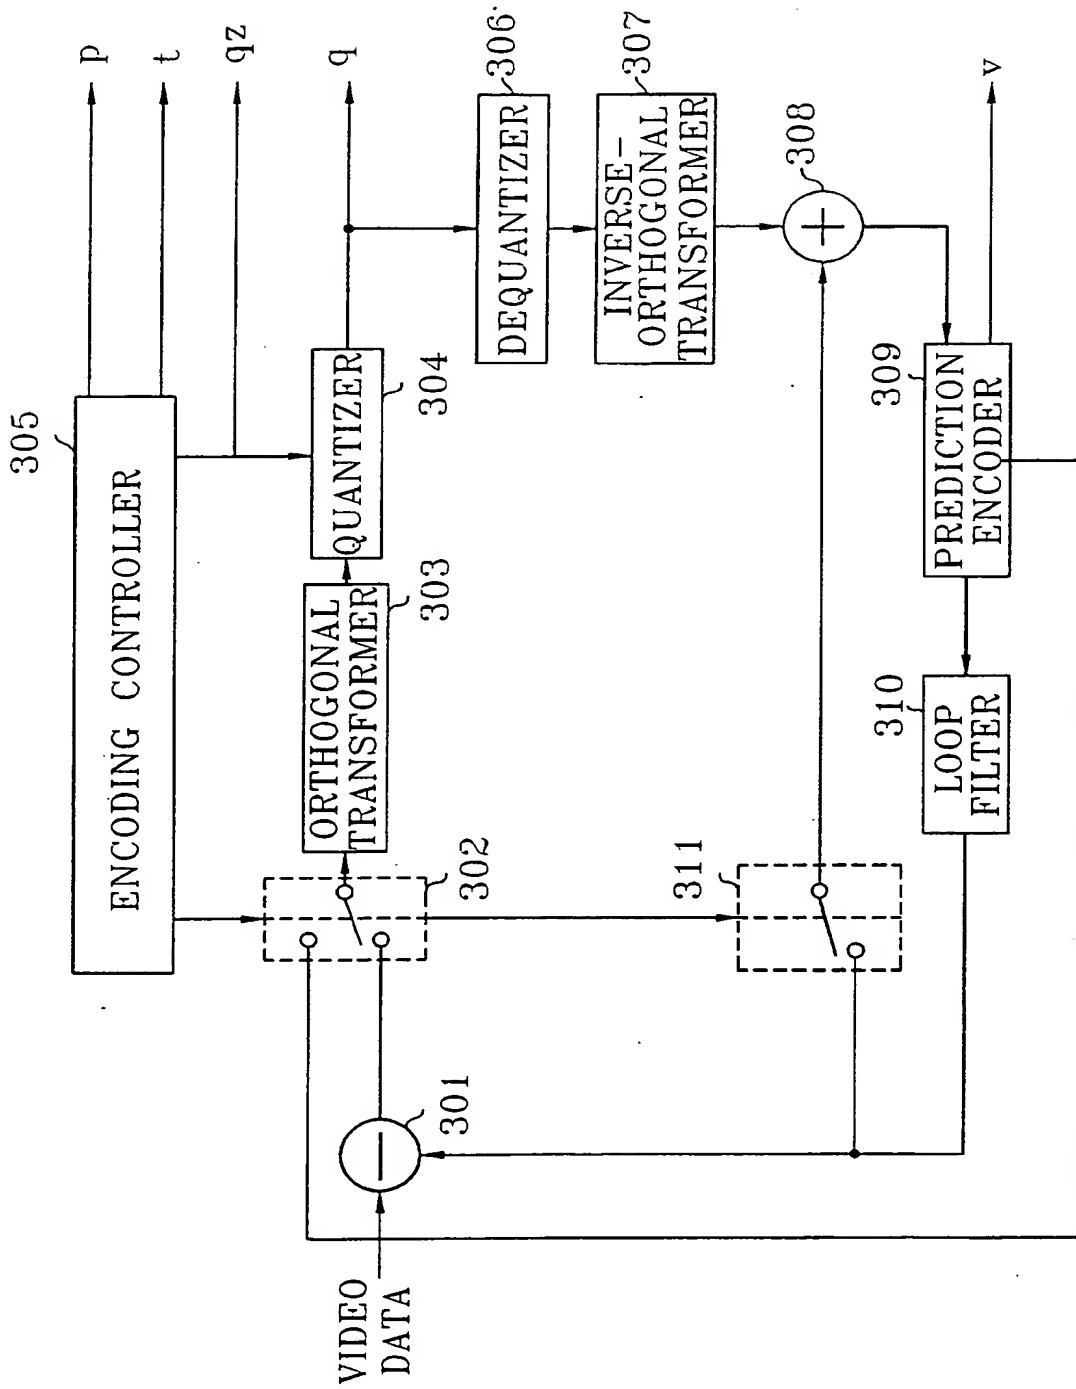 p
t
qz
q
v
305
ENCODING CONTROLLER
VIDEO
DATA
301
302
ORTHOGONAL
TRANSFORMER
303
QUANTIZER
304
DEQUANTIZER
306
INVERSE-
ORTHOGONAL
TRANSFORMER
307
308
PREDICTION
ENCODER
309
LOOP
FILTER
310
311